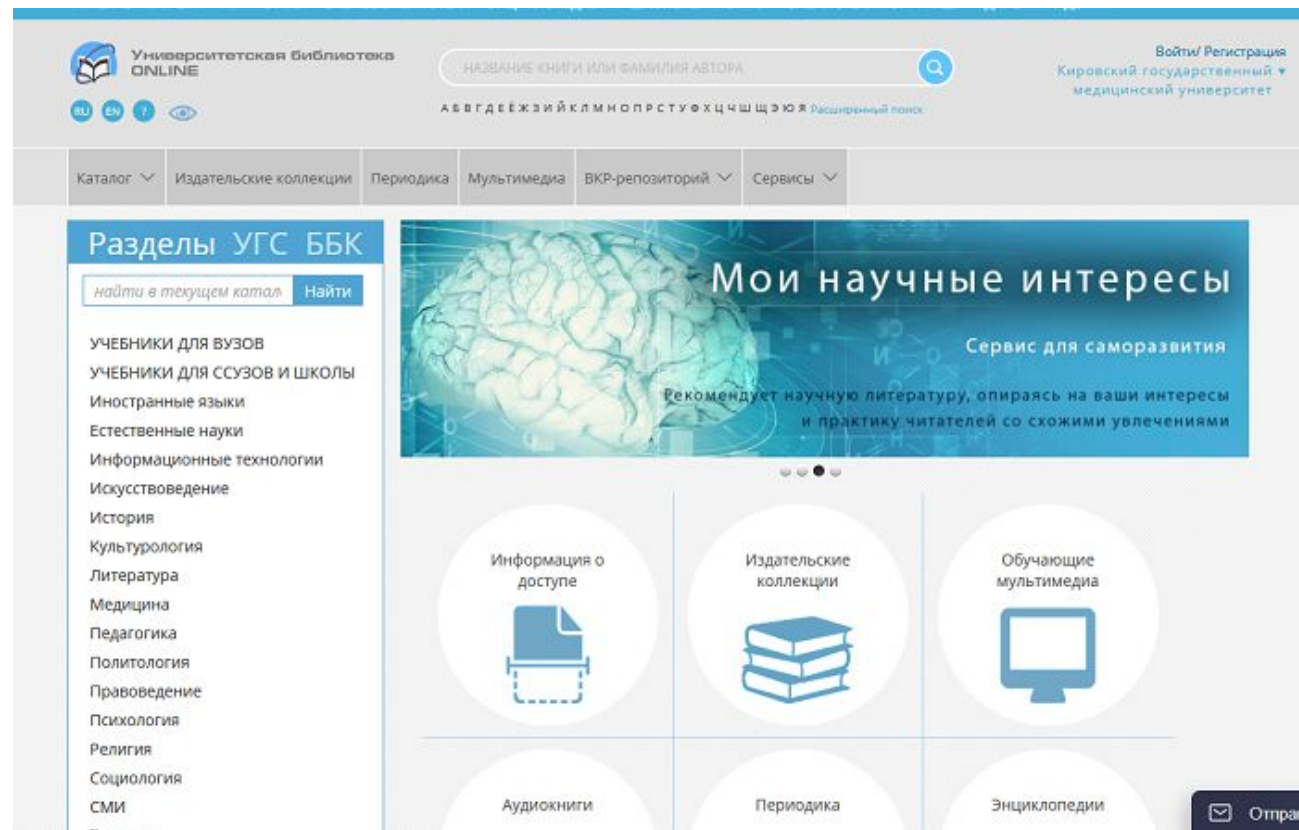 Университетская библиотека
ONLINE
НАЗВАНИЕ КНИГИ ИЛИ ФАМИЛИЯ АВТОРА
Войти/ Регистрация
Кировский государственный ▾
медицинский университет
RU EN ?
А Б В Г Д Е Ё Ж З И Й К Л М Н О П Р С Т У Ф Х Ц Ч Ш Щ Э Ю Я Расширенный поиск
Каталог Издательские коллекции Периодика Мультимедиа ВКР-репозиторий Сервисы
Разделы УГС ББК
найти в текущем катал Найти
УЧЕБНИКИ ДЛЯ ВУЗОВ
УЧЕБНИКИ ДЛЯ ССУЗОВ И ШКОЛЫ
Иностранные языки
Естественные науки
Информационные технологии
Искусствоведение
История
Культурология
Литература
Медицина
Педагогика
Политология
Правоведение
Психология
Религия
Социология
СМИ
Мои научные интересы
Сервис для саморазвития
Рекомендует научную литературу, опираясь на ваши интересы
и практику читателей со схожими увлечениями
Информация о
доступе
Издательские
коллекции
Обучающие
мультимедиа
Аудиокниги
Периодика
Энциклопедии
Отпра